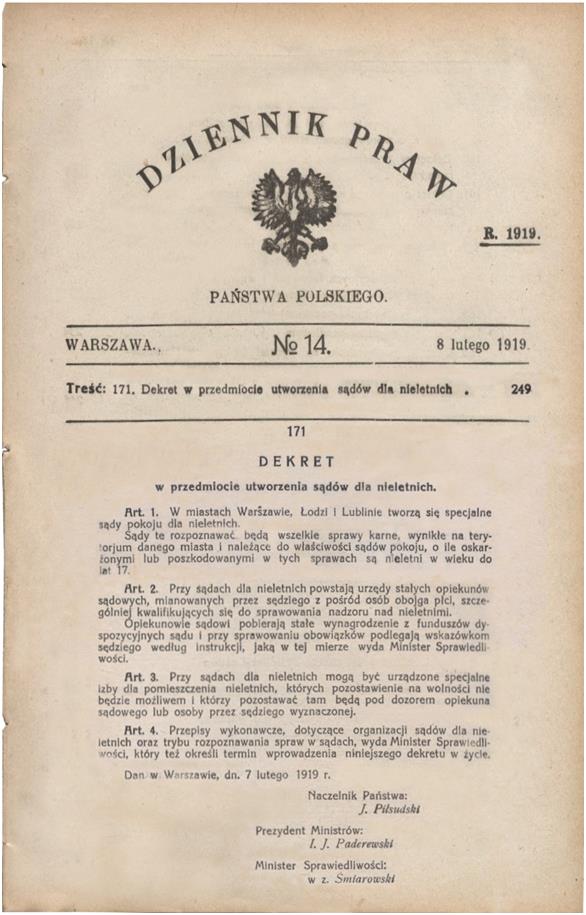 DZIENNIK PRAW
R. 1919.
PAŃSTWA POLSKIEGO.
WARSZAWA., № 14. 8 lutego 1919.
Treść: 171. Dekret w przedmiocie utworzenia sądów dla nieletnich . 249
171
DEKRET
w przedmiocie utworzenia sądów dla nieletnich.
Art. 1. W miastach Warszawie, Łodzi i Lublinie tworzą się specjalne
sądy pokoju dla nieletnich.
Sądy te rozpoznawać będą wszelkie sprawy karne, wynikłe na tery-
torjum danego miasta i należące do właściwości sądów pokoju, o ile oskar-
żonymi lub poszkodowanymi w tych sprawach są nieletni w wieku do
lat 17.
Art. 2. Przy sądach dla nieletnich powstają urzędy stałych opiekunów
sądowych, mianowanych przez sędziego z pośród osób obojga płci, szcze-
gólniej kwalifikujących się do sprawowania nadzoru nad nieletnimi.
Opiekunowie sądowi pobierają stałe wynagrodzenie z funduszów dy-
spozycyjnych sądu i przy sprawowaniu obowiązków podlegają wskazówkom
sędziego według instrukcji, jaką w tej mierze wyda Minister Sprawiedli-
wości.
Art. 3. Przy sądach dla nieletnich mogą być urządzone specjalne
izby dla pomieszczenia nieletnich, których pozostawienie na wolności nie
będzie możliwem i którzy pozostawać tam będą pod dozorem opiekuna
sądowego lub osoby przez sędziego wyznaczonej.
Art. 4. Przepisy wykonawcze, dotyczące organizacji sądów dla nie-
letnich oraz trybu rozpoznawania spraw w sądach, wyda Minister Sprawiedli-
wości, który też określi termin wprowadzenia niniejszego dekretu w życie.
Dan w Warszawie, dn. 7 lutego 1919 r.
Naczelnik Państwa:
J. Piłsudski
Prezydent Ministrów:
I. J. Paderewski
Minister Sprawiedliwości:
w z. Śmiarowski